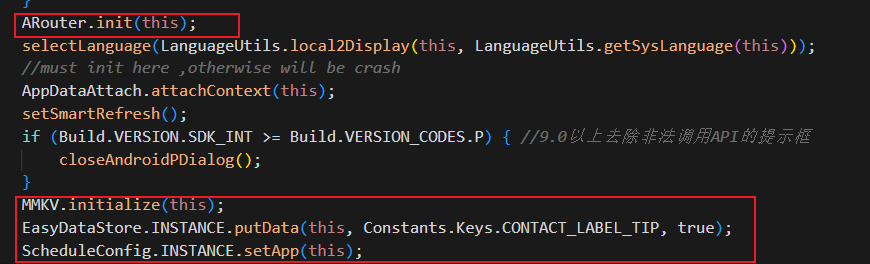 }
ARouter.init(this);
selectLanguage(LanguageUtils.local2Display(this, LanguageUtils.getSysLanguage(this)));
//must init here ,otherwise will be crash
AppDataAttach.attachContext(this);
setSmartRefresh();
if (Build.VERSION.SDK_INT >= Build.VERSION_CODES.P) { //9.0以上去除非法调用API的提示框
closeAndroidPDialog();
}
MMKV.initialize(this);
EasyDataStore.INSTANCE.putData(this, Constants.Keys.CONTACT_LABEL_TIP, true);
ScheduleConfig.INSTANCE.setApp(this);